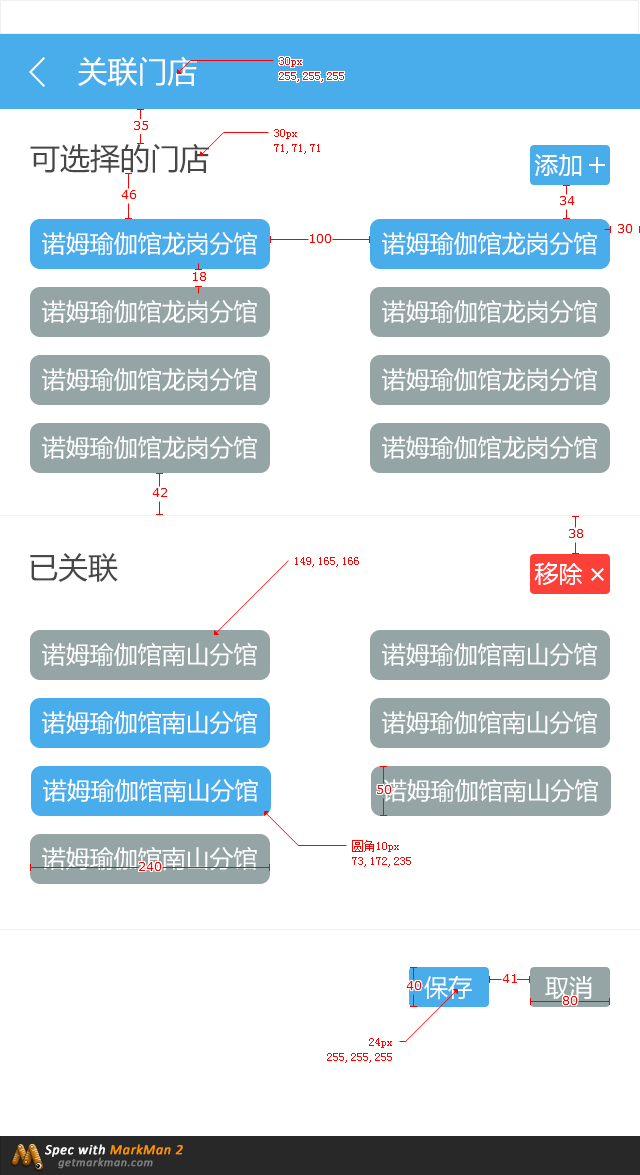 关联门店
30px
255, 255, 255
35
30px
71, 71, 71
可选择的门店
添加
46
34
30
诺姆瑜伽馆龙岗分馆
100
诺姆瑜伽馆龙岗分馆
18
诺姆瑜伽馆龙岗分馆
诺姆瑜伽馆龙岗分馆
诺姆瑜伽馆龙岗分馆
诺姆瑜伽馆龙岗分馆
诺姆瑜伽馆龙岗分馆
诺姆瑜伽馆龙岗分馆
42
38
已关联
149, 165, 166
移除
诺姆瑜伽馆南山分馆
诺姆瑜伽馆南山分馆
诺姆瑜伽馆南山分馆
诺姆瑜伽馆南山分馆
诺姆瑜伽馆南山分馆
50
诺姆瑜伽馆南山分馆
圆角10px
73, 172, 235
诺姆瑜伽馆南山分馆
240
40
保存
41
取消
80
24px
255, 255, 255
Spec with MarkMan 2
getmarkman.com